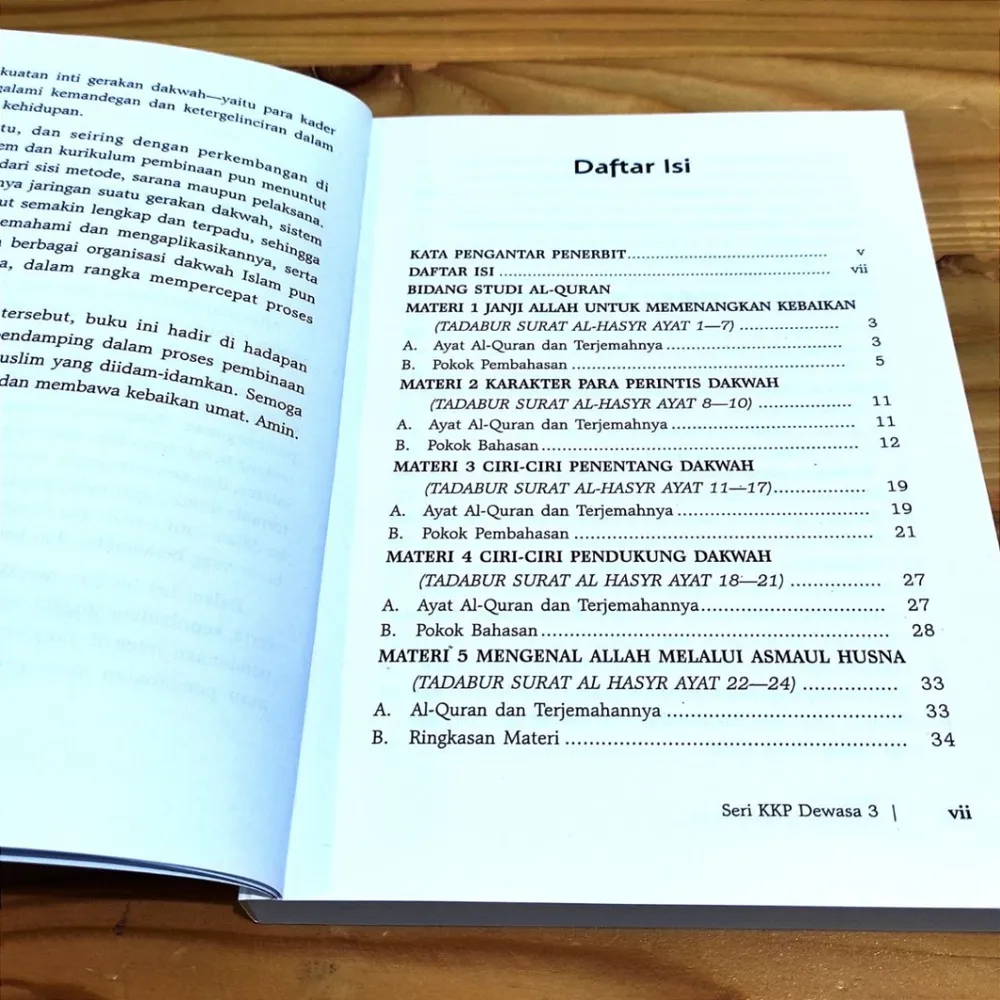 kuatan inti gerakan dakwah—yaitu para kader
galami kemandegan dan ketergelinciran dalam
kehidupan.
tu, dan seiring dengan perkembangan di
em dan kurikulum pembinaan pun menuntut
dari sisi metode, sarana maupun pelaksana.
nya jaringan suatu gerakan dakwah, sistem
ut semakin lengkap dan terpadu, sehingga
emahami dan mengaplikasikannya, serta
berbagai organisasi dakwah Islam pun
a, dalam rangka mempercepat proses
tersebut, buku ini hadir di hadapan
pendamping dalam proses pembinaan
uslim yang diidam-idamkan. Semoga
dan membawa kebaikan umat. Amin.
Daftar Isi
KATA PENGANTAR PENERBIT.................................... v
DAFTAR ISI ............................................................ vii
BIDANG STUDI AL-QURAN
MATERI 1 JANJI ALLAH UNTUK MEMENANGKAN KEBAIKAN
(TADABUR SURAT AL-HASYR AYAT 1—7) .................. 3
A. Ayat Al-Quran dan Terjemahnya ............................... 3
B. Pokok Pembahasan ................................................ 5
MATERI 2 KARAKTER PARA PERINTIS DAKWAH
(TADABUR SURAT AL-HASYR AYAT 8—10) ................ 11
A. Ayat Al-Quran dan Terjemahnya ............................... 11
B. Pokok Bahasan ...................................................... 12
MATERI 3 CIRI-CIRI PENENTANG DAKWAH
(TADABUR SURAT AL-HASYR AYAT 11—17)................ 19
A. Ayat Al-Quran dan Terjemahnya ............................... 19
B. Pokok Pembahasan ................................................ 21
MATERI 4 CIRI-CIRI PENDUKUNG DAKWAH
(TADABUR SURAT AL HASYR AYAT 18—21) ............... 27
A. Ayat Al-Quran dan Terjemahannya............................. 27
B. Pokok Bahasan...................................................... 28
MATERI 5 MENGENAL ALLAH MELALUI ASMAUL HUSNA
(TADABUR SURAT AL HASYR AYAT 22—24) ............... 33
A. Al-Quran dan Terjemahannya .................................... 33
B. Ringkasan Materi .................................................... 34
Seri KKP Dewasa 3 | vii